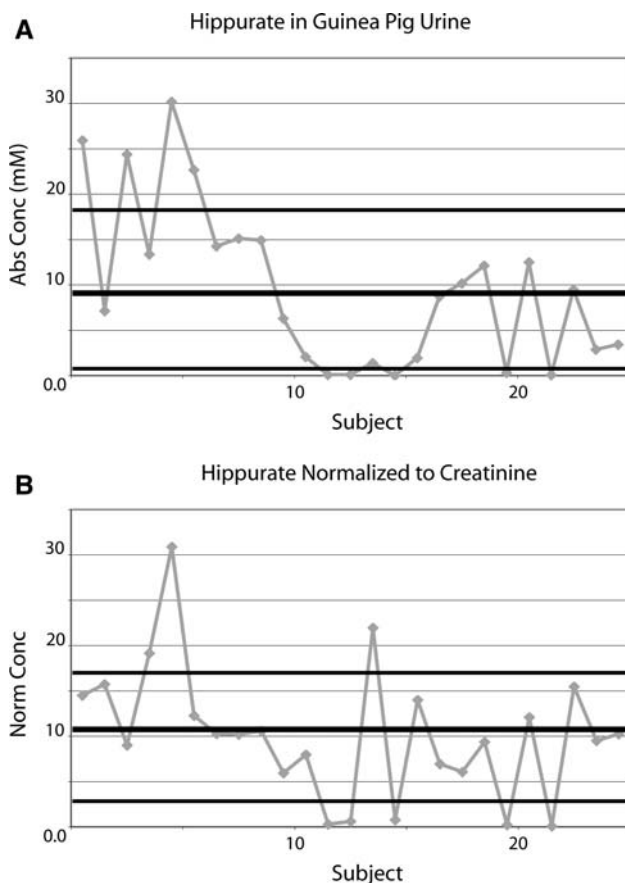 A
Hippurate in Guinea Pig Urine
Abs Conc (mM)
30
20
10
0.0
10
20
Subject
B
Hippurate Normalized to Creatinine
Norm Conc
30
20
10
0.0
10
20
Subject